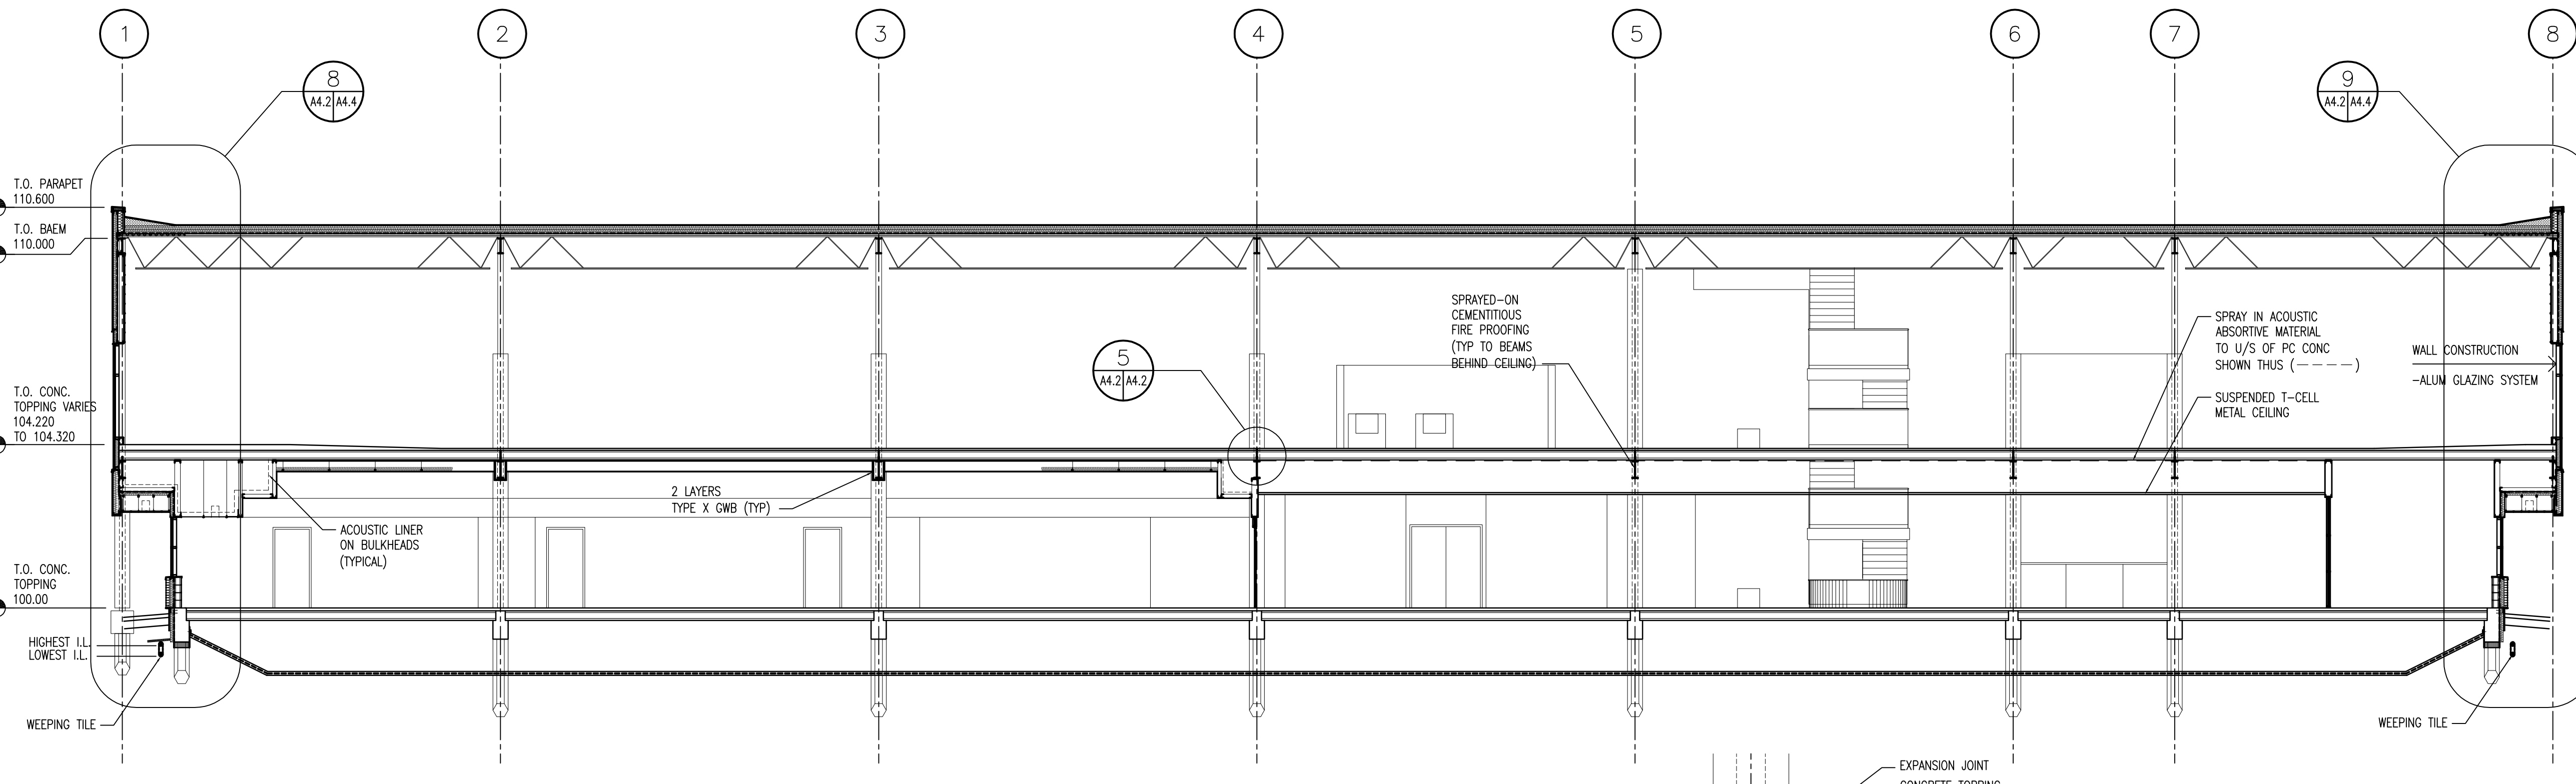 1
2
3
4
5
6
7
8
8
A4.2 A4.4
9
A4.2 A4.4
T.O. PARAPET
110.600
T.O. BAEM
110.000
SPRAYED-ON
CEMENTITIOUS
FIRE PROOFING
(TYP TO BEAMS
BEHIND CEILING)
SPRAY IN ACOUSTIC
ABSORTIVE MATERIAL
TO U/S OF PC CONC
SHOWN THUS (-----)
WALL CONSTRUCTION
-ALUM GLAZING SYSTEM
5
A4.2 A4.2
SUSPENDED T-CELL
METAL CEILING
T.O. CONC.
TOPPING VARIES
104.220
TO 104.320
2 LAYERS
TYPE X GWB (TYP)
ACOUSTIC LINER
ON BULKHEADS
(TYPICAL)
T.O. CONC.
TOPPING
100.00
HIGHEST I.L.
LOWEST I.L.
WEEPING TILE
WEEPING TILE
EXPANSION JOINT
CONCRETE TOPPING